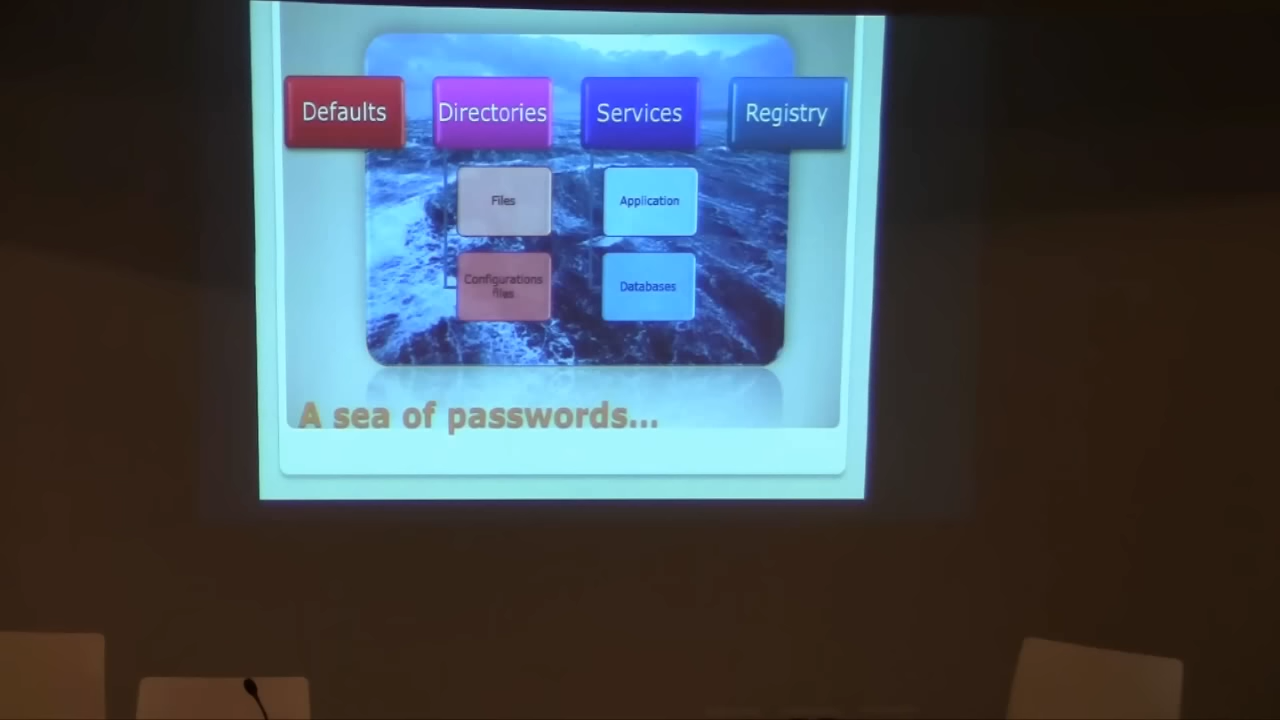 Defaults
Directories
Services
Registry
Files
Application
Configurations
files
Databases
A sea of passwords...